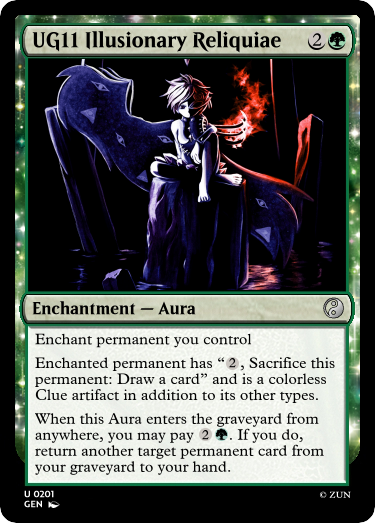 UG11 Illusionary Reliquiae 2
Enchantment — Aura
Enchant permanent you control
Enchanted permanent has “2, Sacrifice this
permanent: Draw a card” and is a colorless
Clue artifact in addition to its other types.
When this Aura enters the graveyard from
anywhere, you may pay 2. If you do,
return another target permanent card from
your graveyard to your hand.
U 0201
GEN
© ZUN